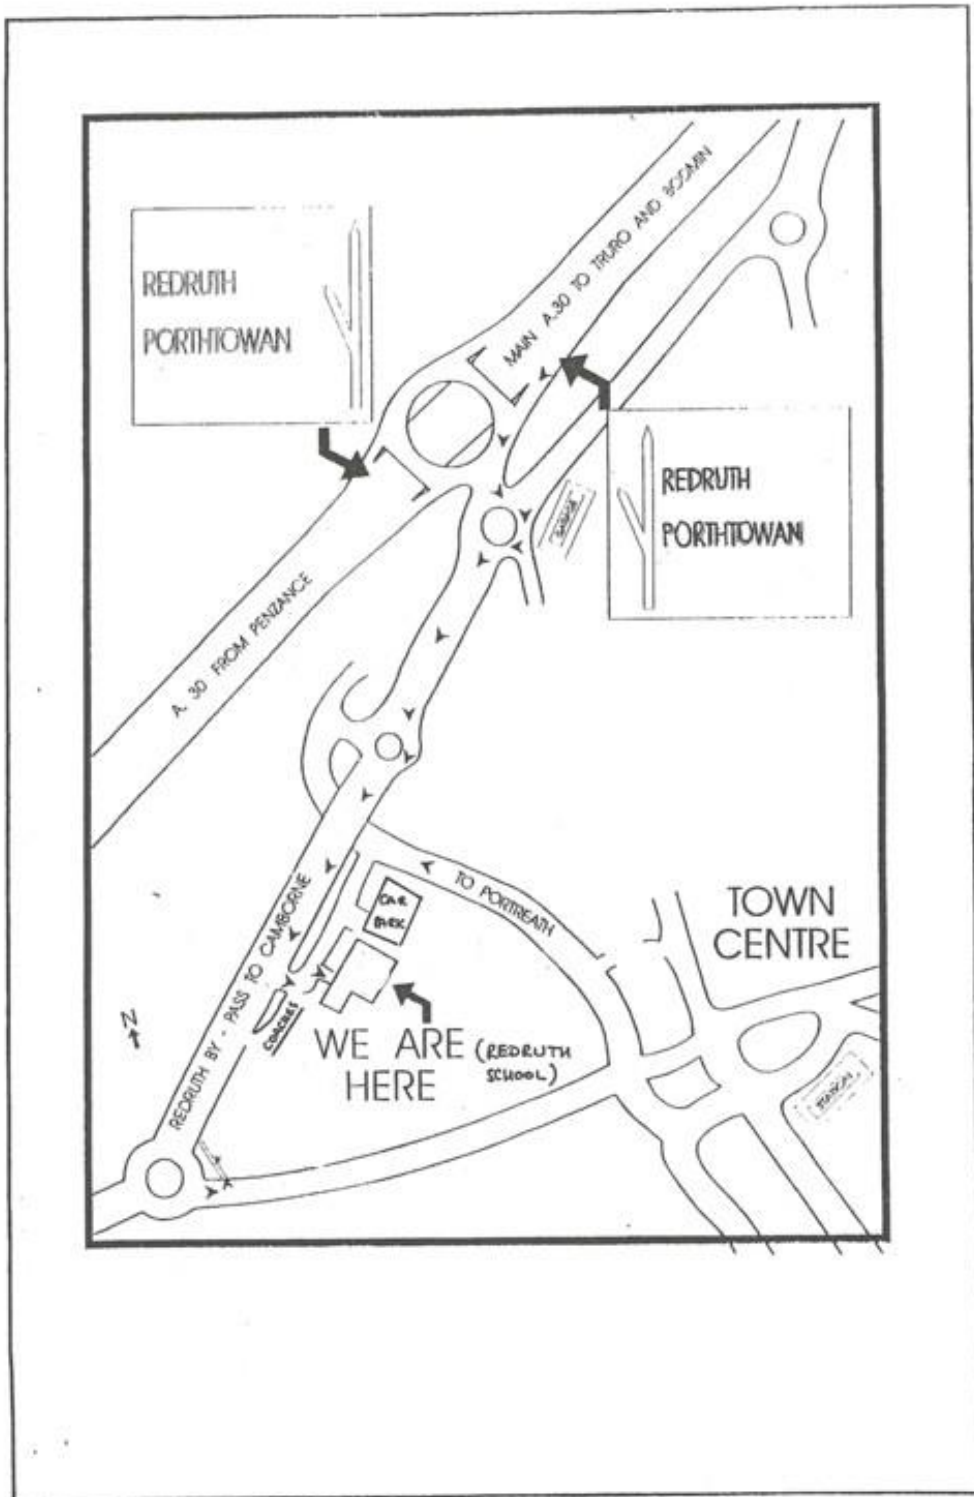 MAIN A.30 TO TRURO AND BODMIN
REDRUTH
PORTHTOWAN
REDRUTH
PORTHTOWAN
GARAGE
A. 30 FROM PENZANCE
TO PORTREATH
CAR
PARK
TOWN
CENTRE
REDRUTH BY - PASS TO CAMBORNE
N
COACHES
WE ARE
HERE
(REDRUTH
SCHOOL)
STATION